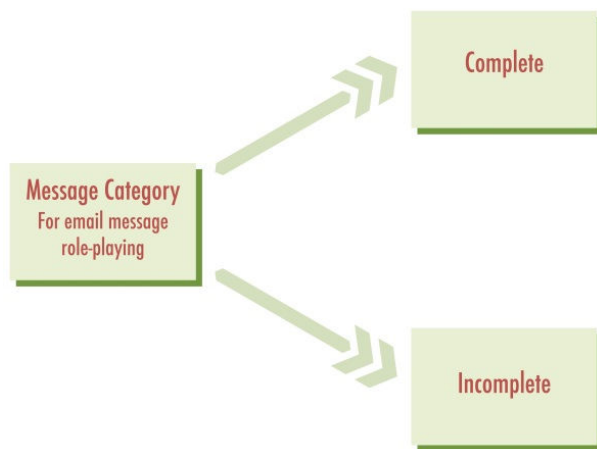 Complete
Message Category
For email message
role-playing
Incomplete